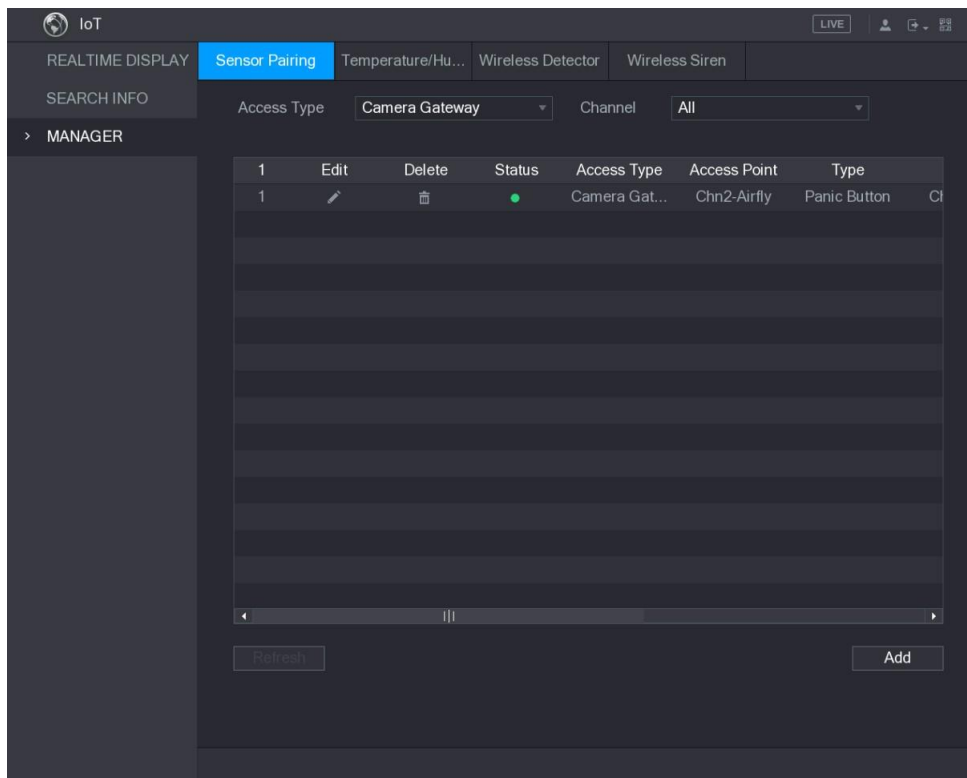 IoT LIVE
REALTIME DISPLAY
SEARCH INFO
> MANAGER
Sensor Pairing Temperature/Hu... Wireless Detector Wireless Siren
Access Type Camera Gateway Channel All
1 Edit Delete Status Access Type Access Point Type
1 Camera Gat... Chn2-Airfly Panic Button
Refresh Add